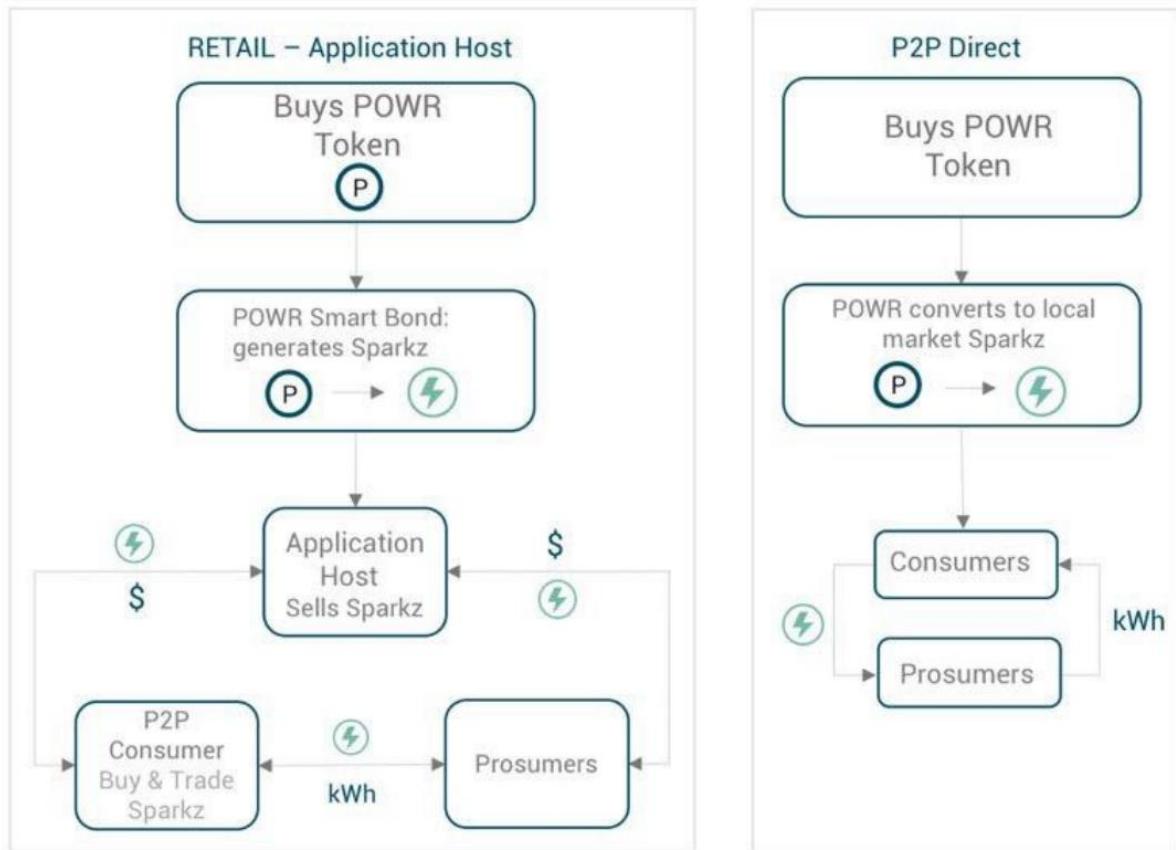 RETAIL – Application Host
Buys POWR
Token
P
POWR Smart Bond:
generates Sparkz
P
Application
Host
Sells Sparkz
$
$
P2P
Consumer
Buy & Trade
Sparkz
kWh
Prosumers
P2P Direct
Buys POWR
Token
POWR converts to local
market Sparkz
P
Consumers
kWh
Prosumers